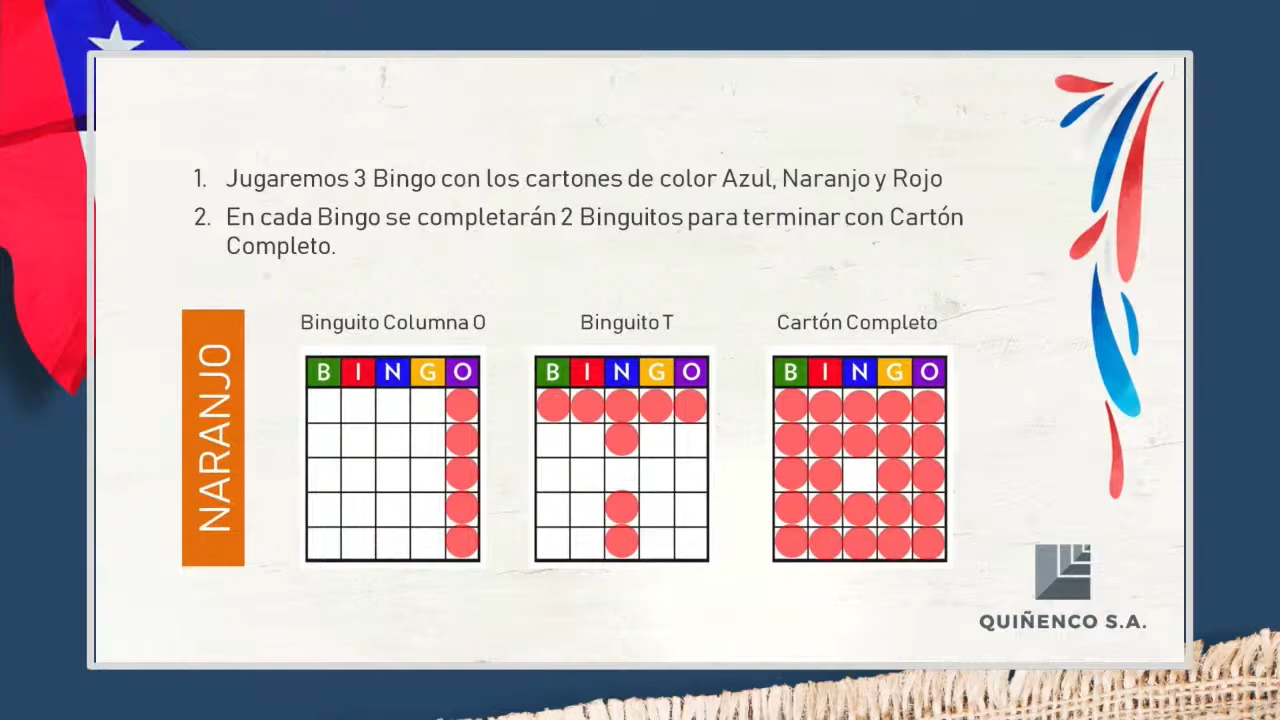 1. Jugaremos 3 Bingo con los cartones de color Azul, Naranjo y Rojo
2. En cada Bingo se completarán 2 Binguitos para terminar con Cartón
Completo.
NARANJO
Binguito Columna O
Binguito T
Cartón Completo
B I N G O
B I N G O
B I N G O
QUIÑENCO S.A.